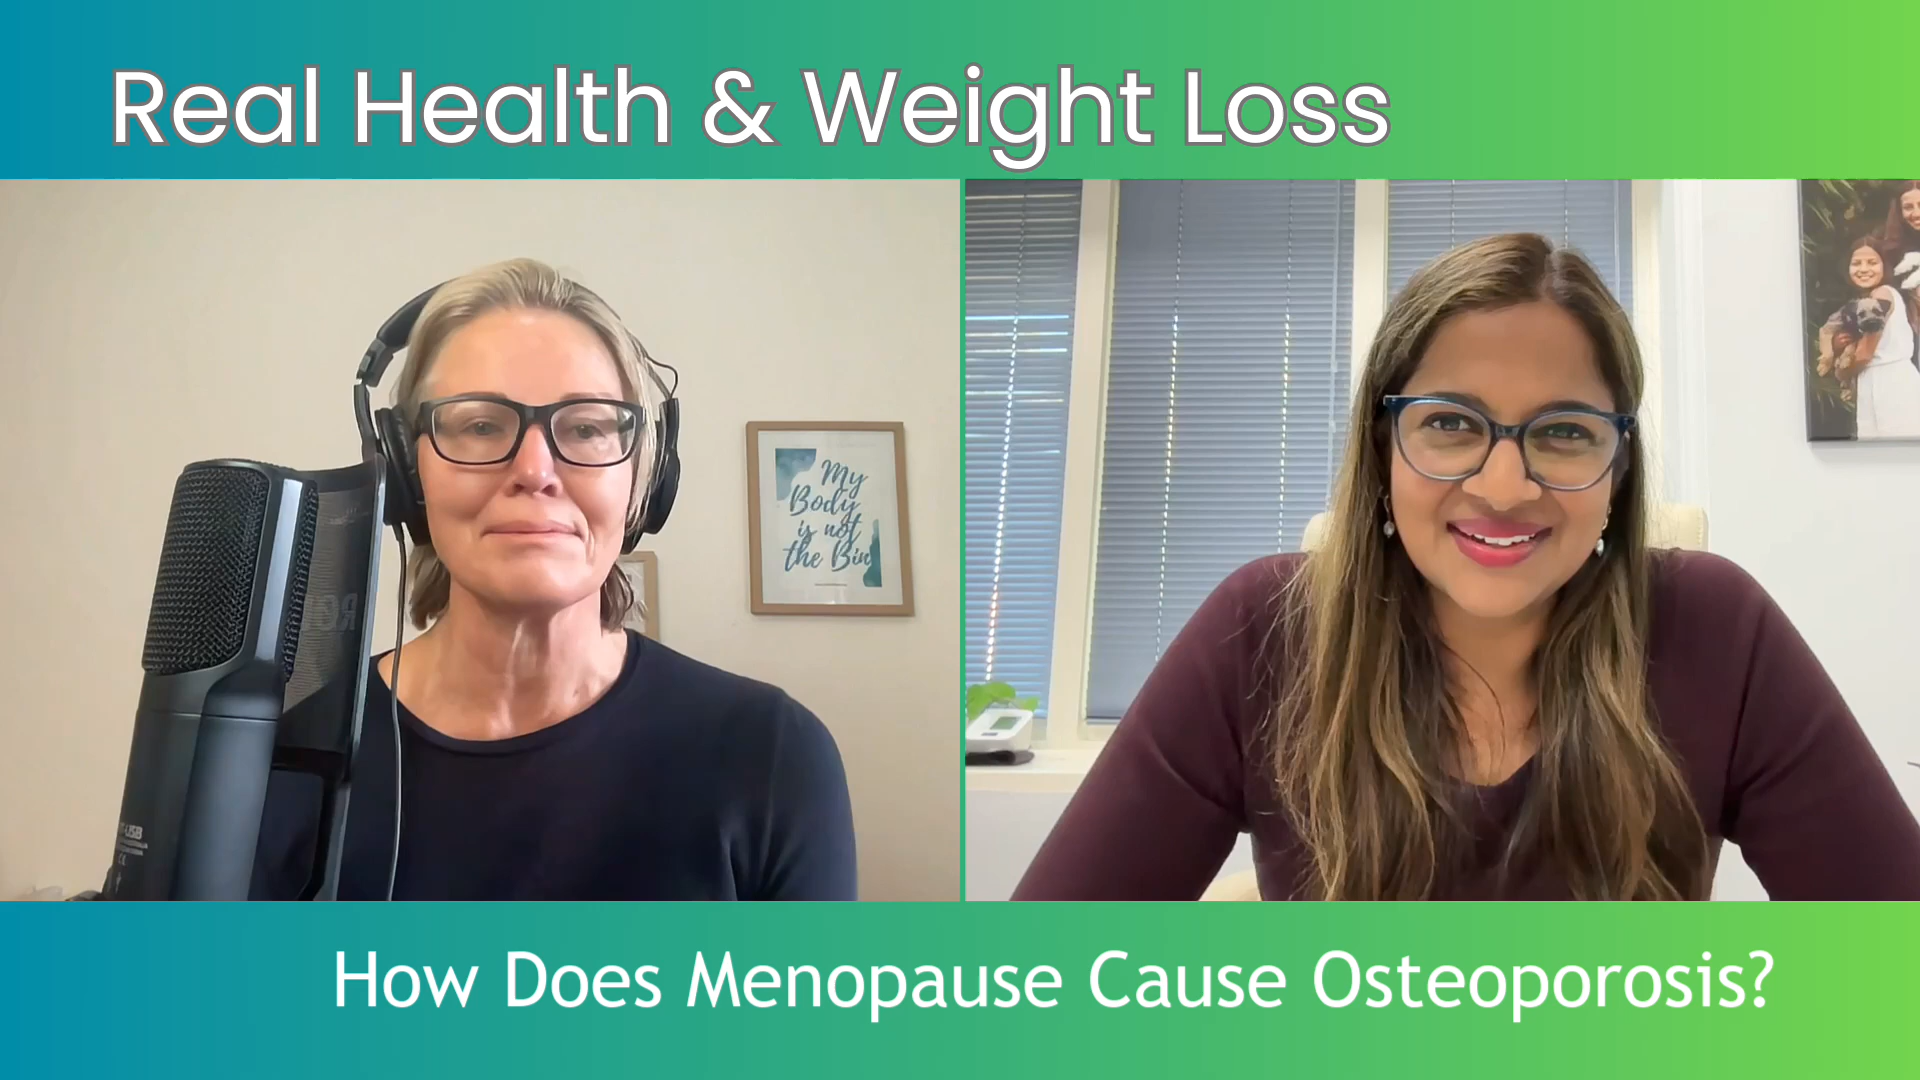 Real Health & Weight Loss
My
Body
is not
the Bin
How Does Menopause Cause Osteoporosis?